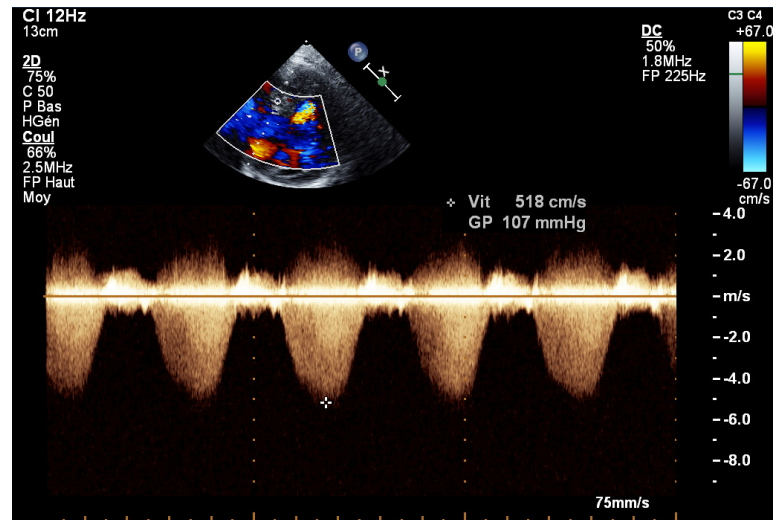 CI 12Hz
13cm
2D
75%
C 50
P Bas
HGén
Coul
66%
2.5MHz
FP Haut
Moy
P
DC
50%
1.8MHz
FP 225Hz
C3 C4
+67.0
-67.0
cm/s
Vit 518 cm/s
GP 107 mmHg
-4.0
-2.0
-m/s
--2.0
--4.0
--6.0
--8.0
75mm/s